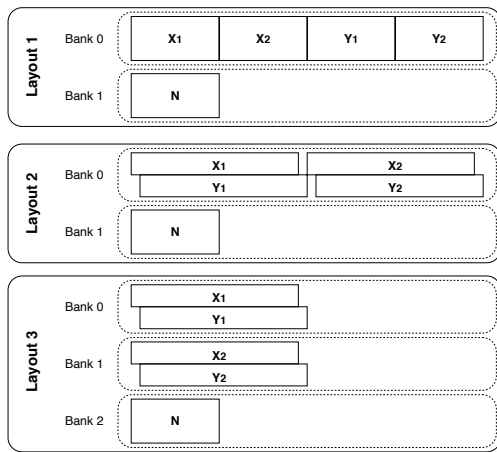 Layout 1
Bank 0 X1 X2 Y1 Y2
Bank 1 N
Layout 2
Bank 0 X1 X2
Y1 Y2
Bank 1 N
Layout 3
Bank 0 X1
Y1
Bank 1 X2
Y2
Bank 2 N